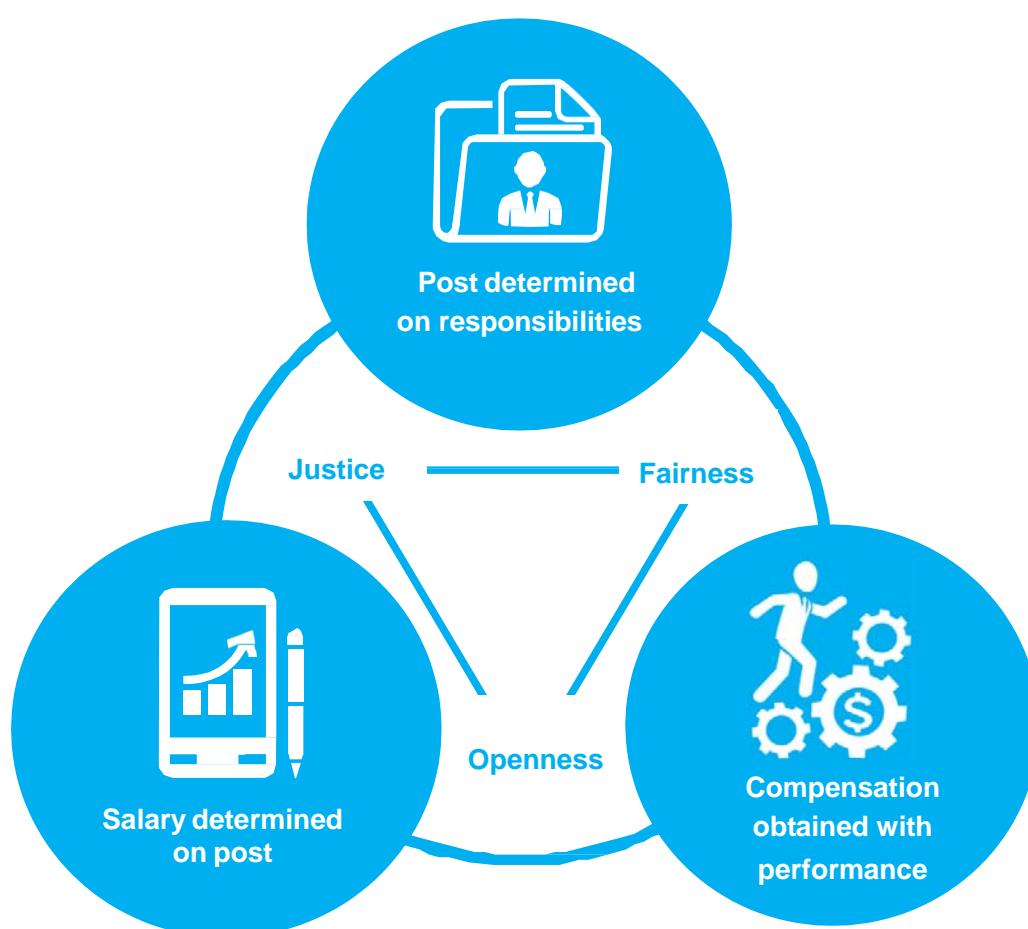 Post determined
on responsibilities
Justice
Fairness
Openness
Salary determined
on post
Compensation
obtained with
performance
$